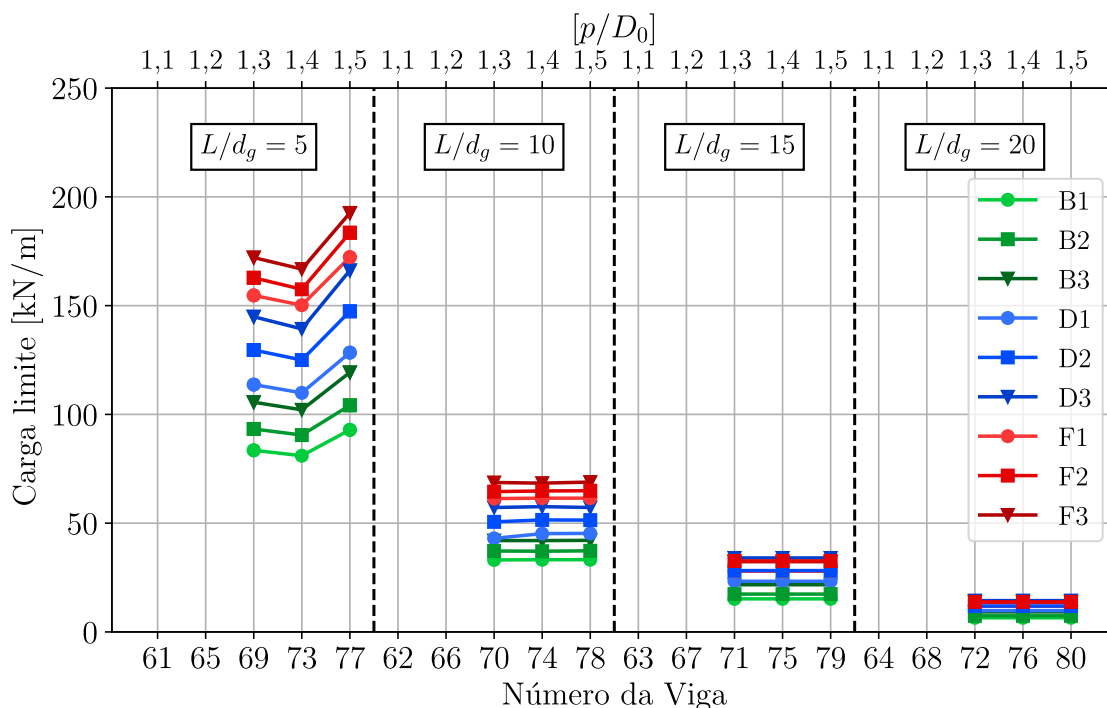 [p/D₀]
1,1 1,2 1,3 1,4 1,5 1,1 1,2 1,3 1,4 1,5 1,1 1,2 1,3 1,4 1,5 1,1 1,2 1,3 1,4 1,5
250
200
150
100
50
0
Carga limite [kN/m]
L/d_g = 5
L/d_g = 10
L/d_g = 15
L/d_g = 20
B1
B2
B3
D1
D2
D3
F1
F2
F3
61 65 69 73 77 62 66 70 74 78 63 67 71 75 79 64 68 72 76 80
Número da Viga